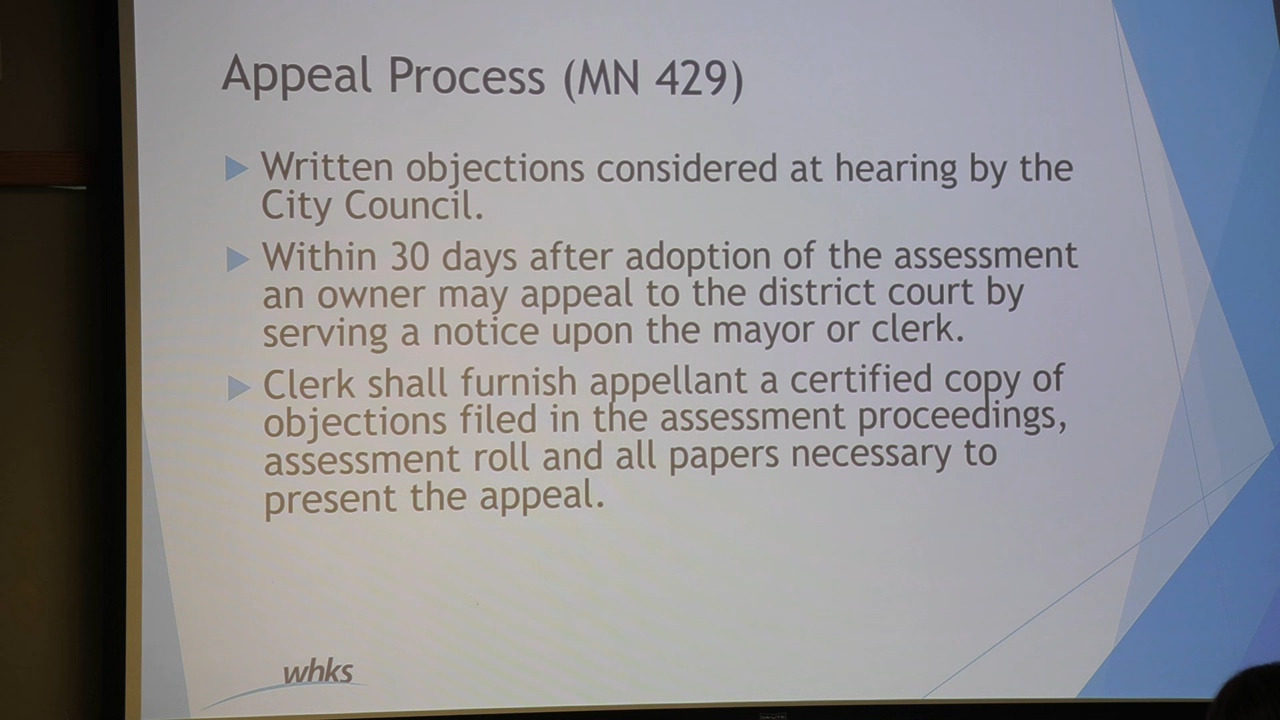 Appeal Process (MN 429)
Written objections considered at hearing by the
City Council.
Within 30 days after adoption of the assessment
an owner may appeal to the district court by
serving a notice upon the mayor or clerk.
Clerk shall furnish appellant a certified copy of
objections filed in the assessment proceedings,
assessment roll and all papers necessary to
present the appeal.
whks